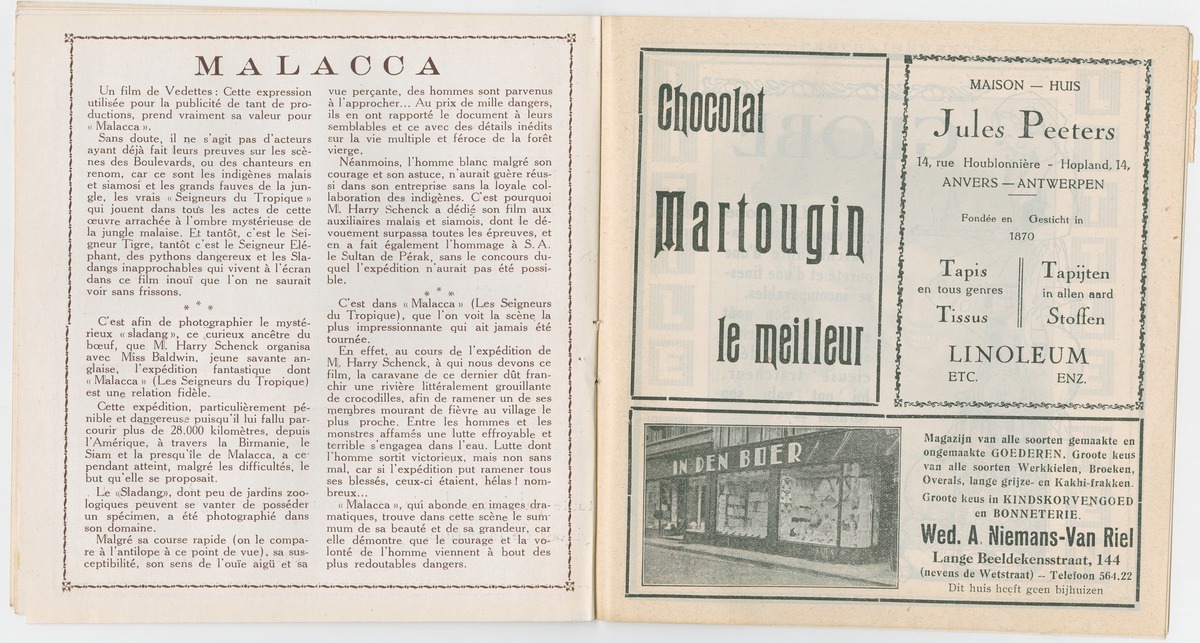 MALACCA
Un film de Vedettes : Cette expression
utilisée pour la publicité de tant de pro-
ductions, prend vraiment sa valeur pour
« Malacca ».
Sans doute, il ne s'agit pas d'acteurs
ayant déjà fait leurs preuves sur les scè-
nes des Boulevards, ou des chanteurs en
renom, car ce sont les indigènes malais
et siamosi et les grands fauves de la jun-
gle, les vrais « Seigneurs du Tropique »
qui jouent dans tous les actes de cette
œuvre arrachée à l'ombre mystérieuse de
la jungle malaise. Et tantôt, c'est le Sei-
gneur Tigre, tantôt c'est le Seigneur Elé-
phant, des pythons dangereux et les Sla-
dangs inapprochables qui vivent à l'écran
dans ce film inouï que l'on ne saurait
voir sans frissons.
* * *
C'est afin de photographier le mysté-
rieux « sladang », ce curieux ancêtre du
bœuf, que M. Harry Schenck organisa
avec Miss Baldwin, jeune savante an-
glaise, l'expédition fantastique dont
« Malacca » (Les Seigneurs du Tropique)
est une relation fidèle.
Cette expédition, particulièrement pé-
nible et dangereuse puisqu'il lui fallu par-
courir plus de 28.000 kilomètres, depuis
l'Amérique, à travers la Birmanie, le
Siam et la presqu'île de Malacca, a ce-
pendant atteint, malgré les difficultés, le
but qu'elle se proposait.
Le «Sladang», dont peu de jardins zoo-
logiques peuvent se vanter de posséder
un spécimen, a été photographié dans
son domaine.
Malgré sa course rapide (on le compa-
re à l'antilope à ce point de vue), sa sus-
ceptibilité, son sens de l'ouïe aigü et sa
vue perçante, des hommes sont parvenus
à l'approcher... Au prix de mille dangers,
ils en ont rapporté le document à leurs
semblables et ce avec des détails inédits
sur la vie multiple et féroce de la forêt
vierge.
Néanmoins, l'homme blanc malgré son
courage et son astuce, n'aurait guère réus-
si dans son entreprise sans la loyale col-
laboration des indigènes. C'est pourquoi
M. Harry Schenck a dédié son film aux
auxiliaires malais et siamois, dont le dé-
vouement surpassa toutes les épreuves, et
en a fait également l'hommage à S. A.
le Sultan de Pérak, sans le concours du-
quel l'expédition n'aurait pas été possi-
ble.
* * *
C'est dans « Malacca » (Les Seigneurs
du Tropique), que l'on voit la scène la
plus impressionnante qui ait jamais été
tournée.
En effet, au cours de l'expédition de
M. Harry Schenck, à qui nous devons ce
film, la caravane de ce dernier dût fran-
chir une rivière littéralement grouillante
de crocodilles, afin de ramener un de ses
membres mourant de fièvre au village le
plus proche. Entre les hommes et les
monstres affamés une lutte effroyable et
terrible s'engagea dans l'eau. Lutte dont
l'homme sortit victorieux, mais non sans
mal, car si l'expédition put ramener tous
ses blessés, ceux-ci étaient, hélas ! nom-
breux...
« Malacca », qui abonde en images dra-
matiques, trouve dans cette scène le sum-
mum de sa beauté et de sa grandeur, car
elle démontre que le courage et la vo-
lonté de l'homme viennent à bout des
plus redoutables dangers.
Chocolat
Martougin
le meilleur
MAISON — HUIS
Jules Peeters
14, rue Houblonnière - Hopland, 14,
ANVERS — ANTWERPEN
Fondée en Gesticht in
1870
Tapis
en tous genres
Tissus
Tapijten
in allen aard
Stoffen
LINOLEUM
ETC. ENZ.
IN DEN BOER
Magazijn van alle soorten gemaakte en
ongemaakte GOEDEREN. Groote keus
van alle soorten Werkkielen, Broeken,
Overals, lange grijze- en Kakhi-frakken.
Groote keus in KINDSKORVENGOED
en BONNETERIE.
Wed. A. Niemans-Van Riel
Lange Beeldekensstraat, 144
(nevens de Wetstraat) -- Telefoon 564.22
Dit huis heeft geen bijhuizen